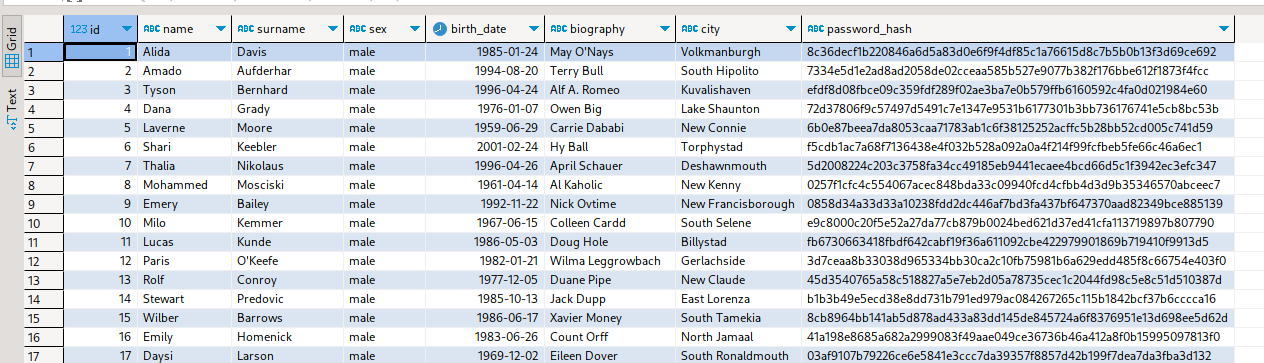 Grid
Text
123 id ABC name ABC surname ABC sex birth_date ABC biography ABC city ABC password_hash
1 1 Alida Davis male 1985-01-24 May O'Nays Volkmanburgh 8c36decf1b220846a6d5a83d0e6f9f4df85c1a76615d8c7b5b0b13f3d69ce692
2 2 Amado Aufderhar male 1994-08-20 Terry Bull South Hipolito 7334e5d1e2ad8ad2058de02cceaa585b527e9077b382f176bbe612f1873f4fcc
3 3 Tyson Bernhard male 1996-04-24 Alf A. Romeo Kuvalishaven efdf8d08fbce09c359fdf289f02ae3ba7e0b579ffb6160592c4fa0d021984e60
4 4 Dana Grady male 1976-01-07 Owen Big Lake Shaunton 72d37806f9c57497d5491c7e1347e9531b6177301b3bb736176741e5cb8bc53b
5 5 Laverne Moore male 1959-06-29 Carrie Dababi New Connie 6b0e87beea7da8053caa71783ab1c6f38125252acffc5b28bb52cd005c741d59
6 6 Shari Keebler male 2001-02-24 Hy Ball Torphystad f5cdb1ac7a68f7136438e4f032b528a092a0a4f214f99fcfbeb5fe66c46a6ec1
7 7 Thalia Nikolaus male 1996-04-26 April Schauer Deshawnmouth 5d2008224c203c3758fa34cc49185eb9441ecaee4bcd66d5c1f3942ec3efc347
8 8 Mohammed Mosciski male 1961-04-14 Al Kaholic New Kenny 0257f1cfc4c554067acec848bda33c09940fcd4cfbb4d3d9b35346570abceec7
9 9 Emery Bailey male 1992-11-22 Nick Ovtime New Francisborough 0858d34a33d33a10238fdd2dc446af7bd3fa437bf647370aad82349bce885139
10 10 Milo Kemmer male 1967-06-15 Colleen Cardd South Selene e9c8000c20f5e52a27da77cb879b0024bed621d37ed41cfa113719897b807790
11 11 Lucas Kunde male 1986-05-03 Doug Hole Billystad fb6730663418fbdf642cabf19f36a611092cbe422979901869b719410f9913d5
12 12 Paris O'Keefe male 1982-01-21 Wilma Leggrowbach Gerlachside 3d7ceaa8b33038d965334bb30ca2c10fb75981b6a629edd485f8c66754e403f0
13 13 Rolf Conroy male 1977-12-05 Duane Pipe New Claude 45d3540765a58c518827a5e7eb2d05a78735cec1c2044fd98c5e8c51d510387d
14 14 Stewart Predovic male 1985-10-13 Jack Dupp East Lorenza b1b3b49e5ecd38e8dd731b791ed979ac084267265c115b1842bcf37b6cccca16
15 15 Wilber Barrows male 1986-06-17 Xavier Money South Tamekia 8cb8964bb141ab5d878ad433a83dd145de845724a6f8376951e13d698ee5d62d
16 16 Emily Homenick male 1983-06-26 Count Orff North Jamaal 41a198e8685a682a2999083f49aae049ce36736b46a412a8f0b15995097813f0
17 17 Daysi Larson male 1969-12-02 Eileen Dover South Ronaldmouth 03af9107b79226ce6e5841e3ccc7da39357f8857d42b199f7dea7da3fba3d132